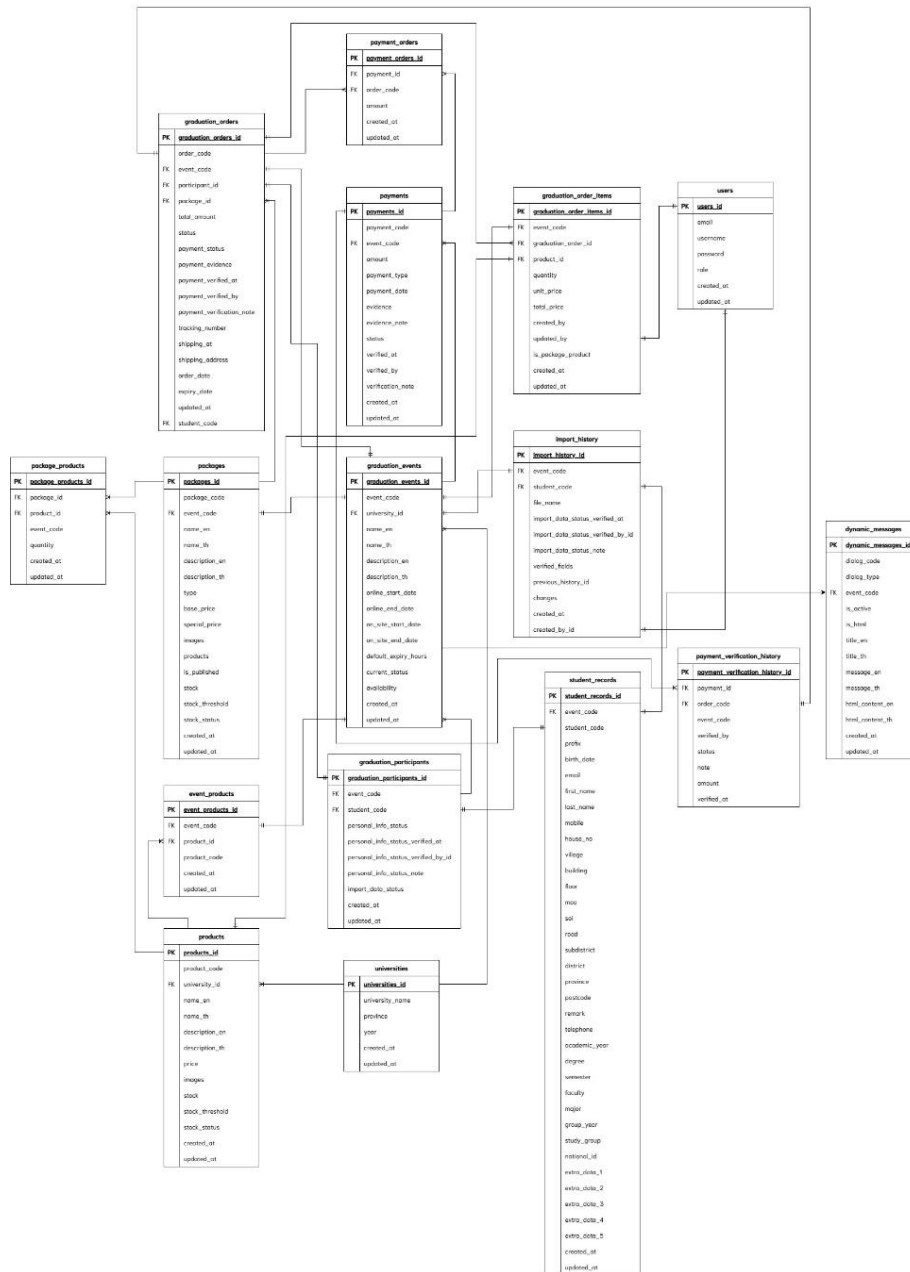 payment_orders
PK payment_orders_id
FK payment_id
FK order_code
amount
created_at
updated_at
graduation_orders
PK graduation_orders_id
order_code
FK event_code
FK participant_id
FK package_id
total_amount
status
payment_status
payment_evidence
payment_verified_at
payment_verified_by
payment_verification_note
tracking_number
shipping_at
shipping_address
order_date
expiry_date
updated_at
FK student_code
payments
PK payments_id
payment_code
FK event_code
amount
payment_type
payment_date
evidence
evidence_note
status
verified_at
verified_by
verification_note
created_at
updated_at
graduation_order_items
PK graduation_order_items_id
FK event_code
FK graduation_order_id
FK product_id
quantity
unit_price
total_price
created_by
updated_by
is_package_product
created_at
updated_at
users
PK users_id
email
username
password
role
created_at
updated_at
package_products
PK package_products_id
FK package_id
FK product_id
event_code
quantity
created_at
updated_at
packages
PK packages_id
package_code
FK event_code
name_en
name_th
description_en
description_th
type
base_price
special_price
images
products
is_published
stock
stock_threshold
stock_status
created_at
updated_at
graduation_events
PK graduation_events_id
event_code
FK university_id
name_en
name_th
description_en
description_th
online_start_date
online_end_date
on_site_start_date
on_site_end_date
default_expiry_hours
current_status
availability
created_at
updated_at
import_history
PK import_history_id
FK event_code
FK student_code
file_name
import_data_status_verified_at
import_data_status_verified_by_id
import_data_status_note
verified_fields
previous_history_id
changes
created_at
created_by_id
dynamic_messages
PK dynamic_messages_id
dialog_code
dialog_type
FK event_code
is_active
is_html
title_en
title_th
message_en
message_th
html_content_en
html_content_th
created_at
updated_at
payment_verification_history
PK payment_verification_history_id
FK payment_id
FK order_code
event_code
verified_by
status
note
amount
verified_at
student_records
PK student_records_id
FK event_code
student_code
prefix
birth_date
email
first_name
last_name
mobile
house_no
village
building
floor
moo
soi
road
subdistrict
district
province
postcode
remark
telephone
academic_year
degree
semester
faculty
major
group_year
study_group
national_id
extra_data_1
extra_data_2
extra_data_3
extra_data_4
extra_data_5
created_at
updated_at
graduation_participants
PK graduation_participants_id
FK event_code
FK student_code
personal_info_status
personal_info_status_verified_at
personal_info_status_verified_by_id
personal_info_status_note
import_data_status
created_at
updated_at
event_products
PK event_products_id
FK event_code
FK product_id
product_code
created_at
updated_at
products
PK products_id
product_code
FK university_id
name_en
name_th
description_en
description_th
price
images
stock
stock_threshold
stock_status
created_at
updated_at
universities
PK universities_id
university_name
province
year
created_at
updated_at